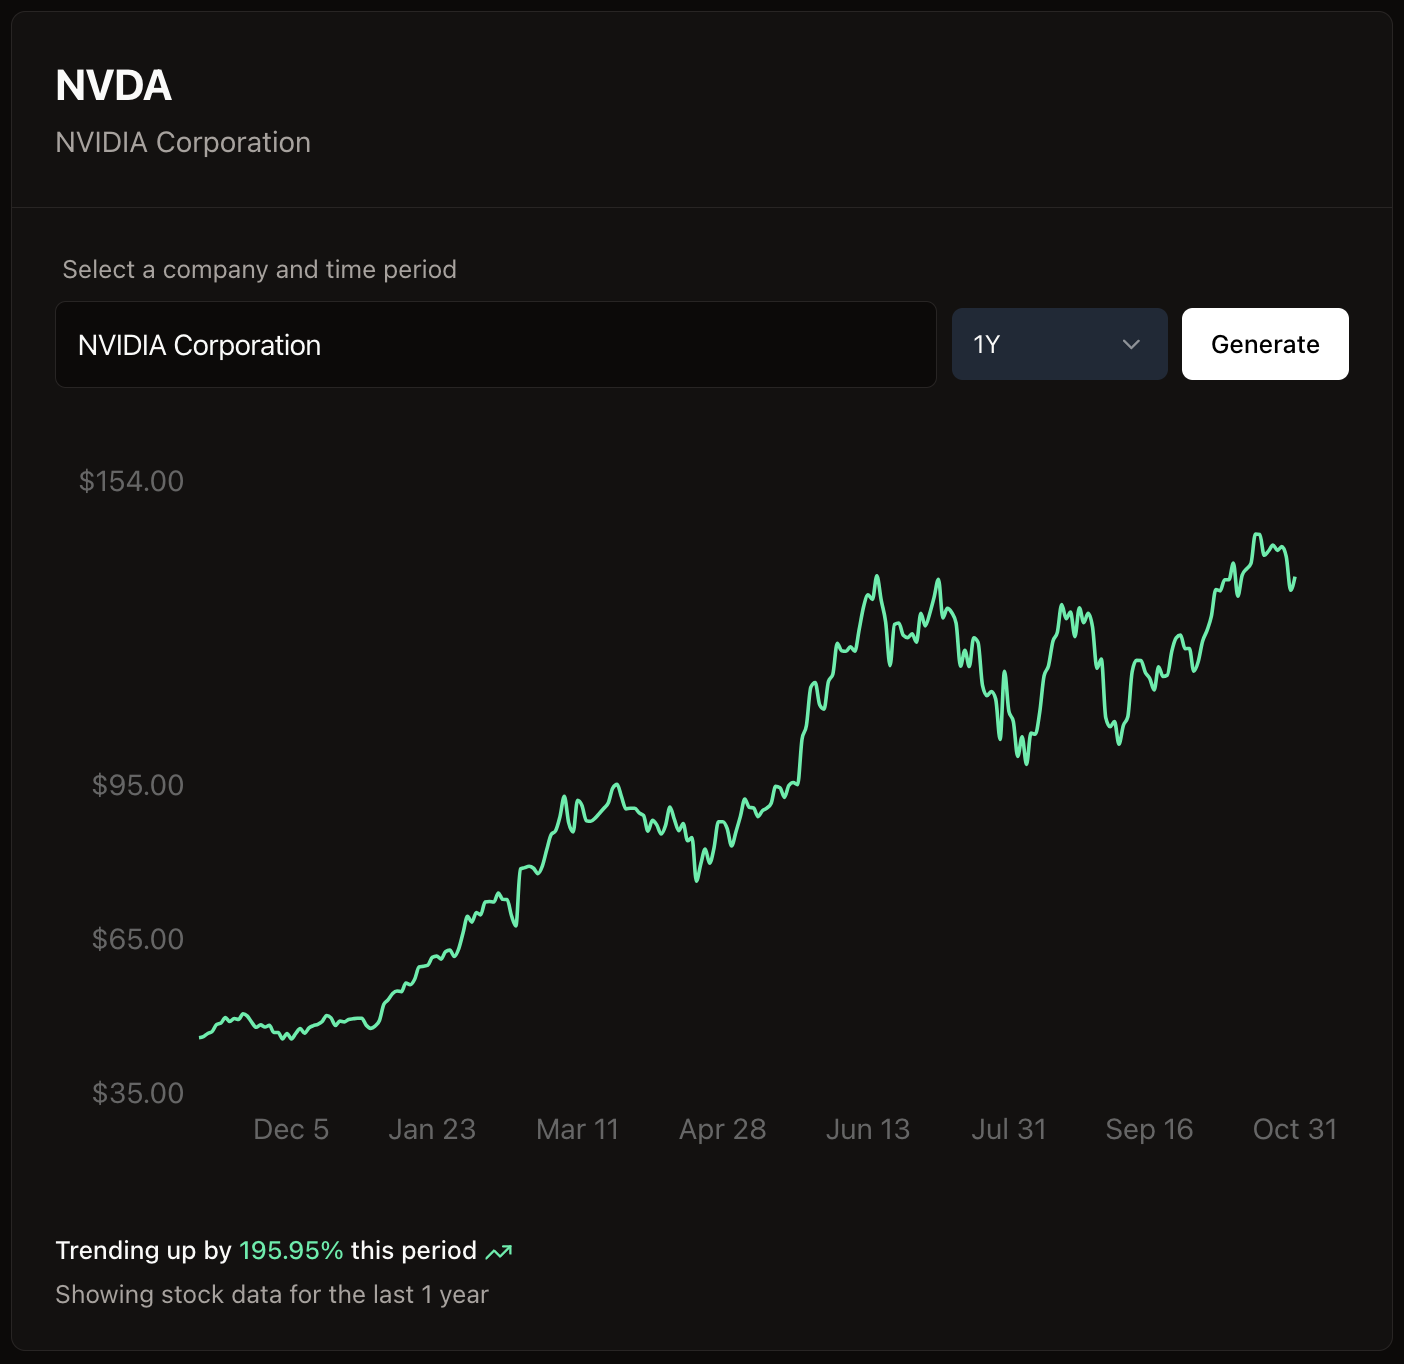 NVDA
NVIDIA Corporation
Select a company and time period
NVIDIA Corporation
1Y
Generate
$154.00
$95.00
$65.00
$35.00
Dec 5 Jan 23 Mar 11 Apr 28 Jun 13 Jul 31 Sep 16 Oct 31
Trending up by 195.95% this period
Showing stock data for the last 1 year